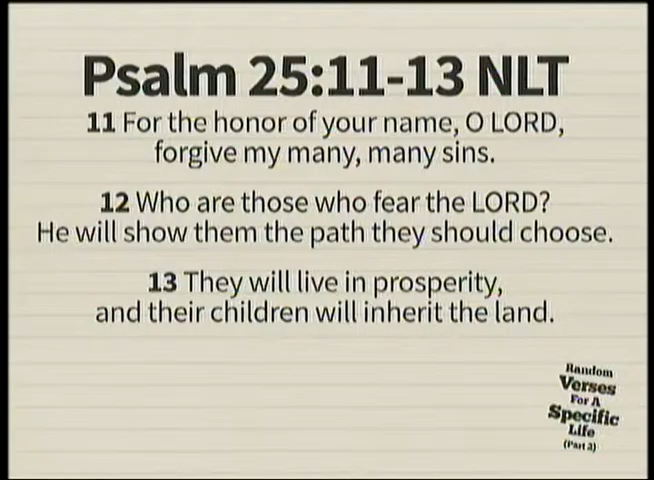 Psalm 25:11-13 NLT
11 For the honor of your name, O LORD,
forgive my many, many sins.
12 Who are those who fear the LORD?
He will show them the path they should choose.
13 They will live in prosperity,
and their children will inherit the land.
Random
Verses
For A
Specific
Life
(Part 2)